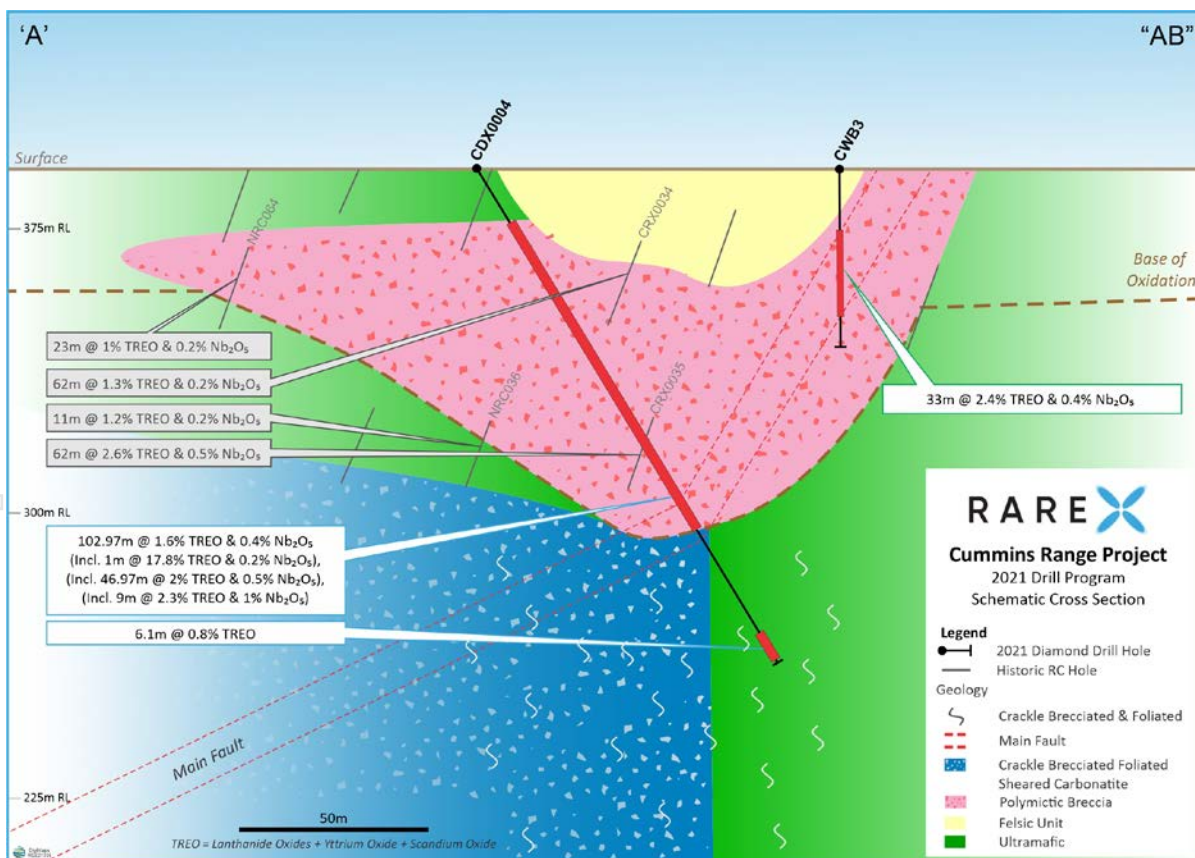 ‘A’
“AB”
CDX0004
CWB3
Surface
375m RL
NRC064
CRX0034
Base of
Oxidation
23m @ 1% TREO & 0.2% Nb₂O₅
62m @ 1.3% TREO & 0.2% Nb₂O₅
11m @ 1.2% TREO & 0.2% Nb₂O₅
62m @ 2.6% TREO & 0.5% Nb₂O₅
NRC036
CRX0035
33m @ 2.4% TREO & 0.4% Nb₂O₅
300m RL
102.97m @ 1.6% TREO & 0.4% Nb₂O₅
(Incl. 1m @ 17.8% TREO & 0.2% Nb₂O₅),
(Incl. 46.97m @ 2% TREO & 0.5% Nb₂O₅),
(Incl. 9m @ 2.3% TREO & 1% Nb₂O₅)
6.1m @ 0.8% TREO
Main Fault
225m RL
50m
TREO = Lanthanide Oxides + Yttrium Oxide + Scandium Oxide
RAREX
Cummins Range Project
2021 Drill Program
Schematic Cross Section
Legend
2021 Diamond Drill Hole
Historic RC Hole
Geology
Crackle Brecciated & Foliated
Main Fault
Crackle Brecciated Foliated
Sheared Carbonatite
Polymictic Breccia
Felsic Unit
Ultramafic